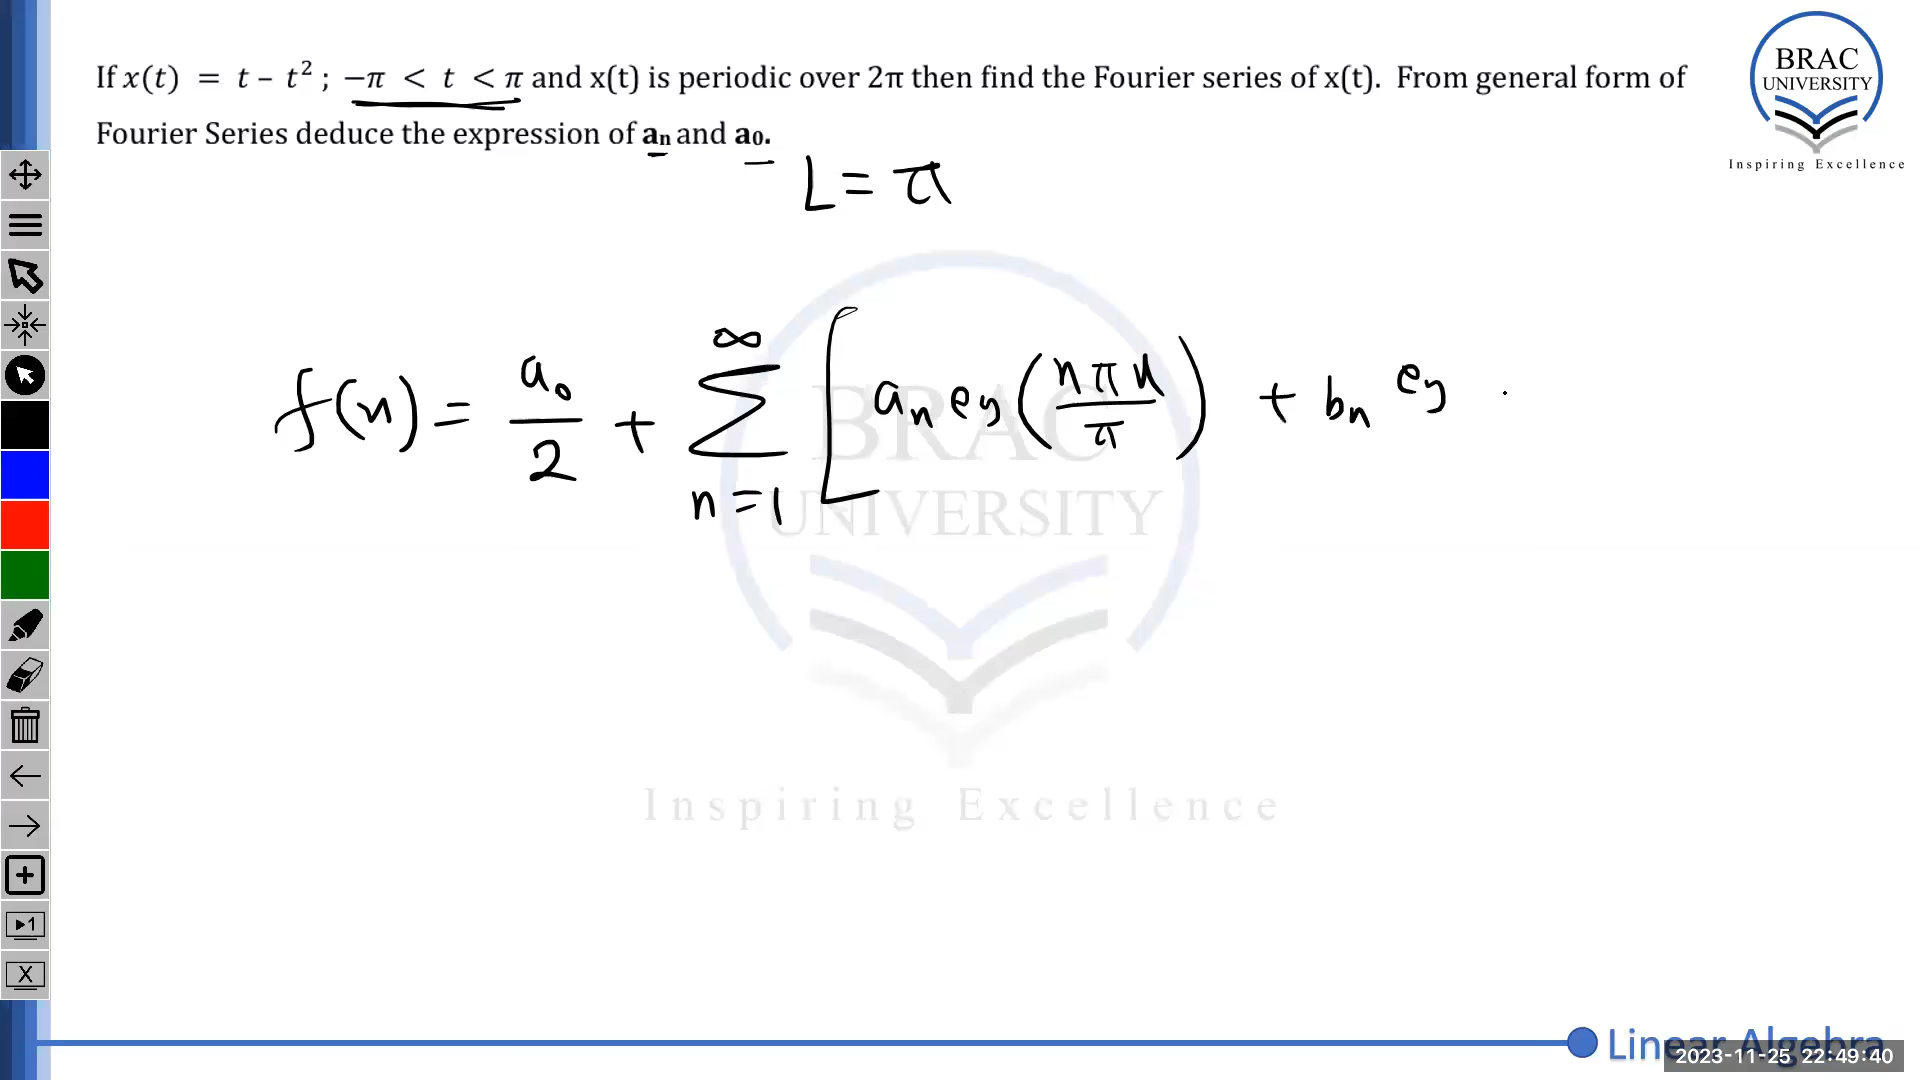 If x(t) = t – t² ; –π < t < π and x(t) is periodic over 2π then find the Fourier series of x(t). From general form of
Fourier Series deduce the expression of aₙ and a₀.
BRAC
UNIVERSITY
Inspiring Excellence
L = π
f(x) = a₀/2 + ∑ n=1 ∞ [ aₙ cos (nπx/π) + bₙ cos
BRAC
UNIVERSITY
Inspiring Excellence
1
X
Linear Algebra
2023-11-25 22:49:40